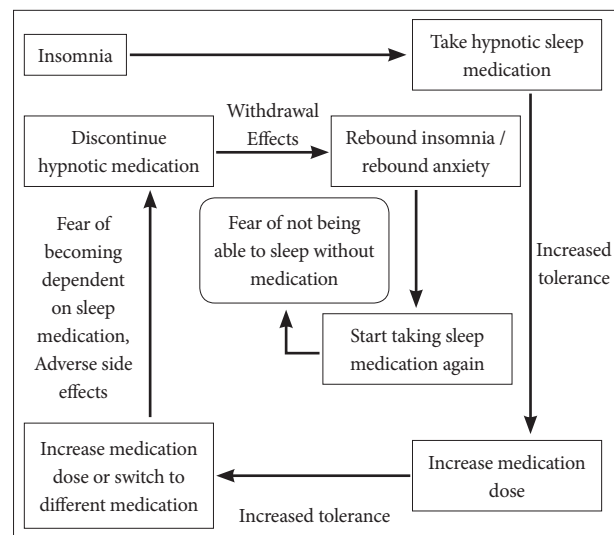 Insomnia
Take hypnotic sleep
medication
Increased
tolerance
Increase medication
dose
Increased tolerance
Increase medication
dose or switch to
different medication
Fear of
becoming
dependent
on sleep
medication,
Adverse side
effects
Discontinue
hypnotic medication
Withdrawal
Effects
Rebound insomnia /
rebound anxiety
Start taking sleep
medication again
Fear of not being
able to sleep without
medication